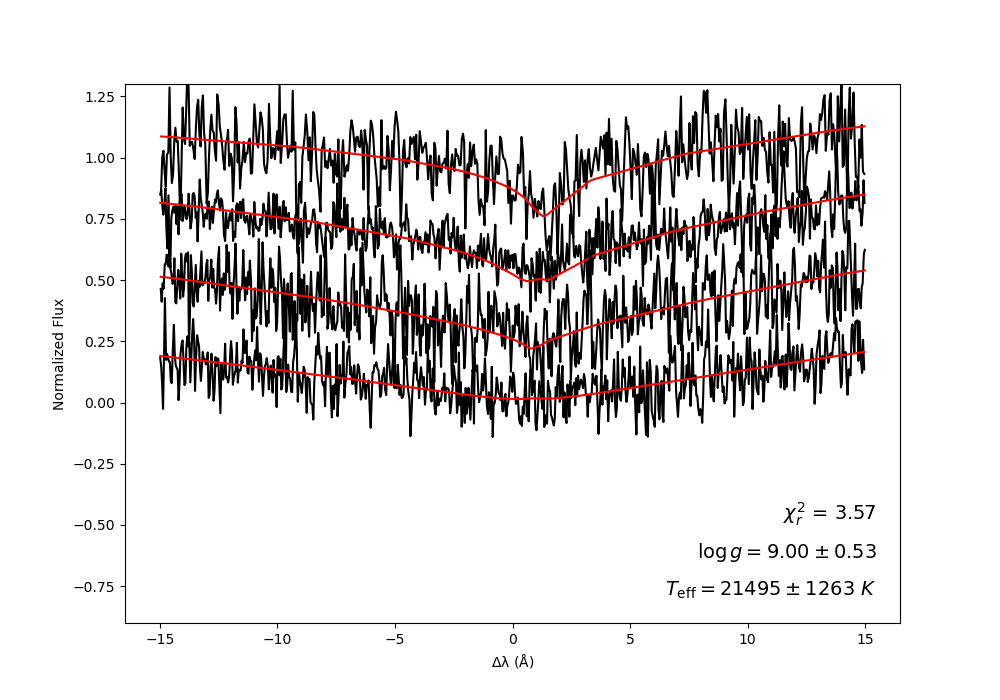 1.25
1.00
0.75
0.50
0.25
0.00
−0.25
−0.50
−0.75
Normalized Flux
χ²ᵣ = 3.57
log g = 9.00 ± 0.53
T_eff = 21495 ± 1263 K
−15 −10 −5 0 5 10 15
Δλ (Å)